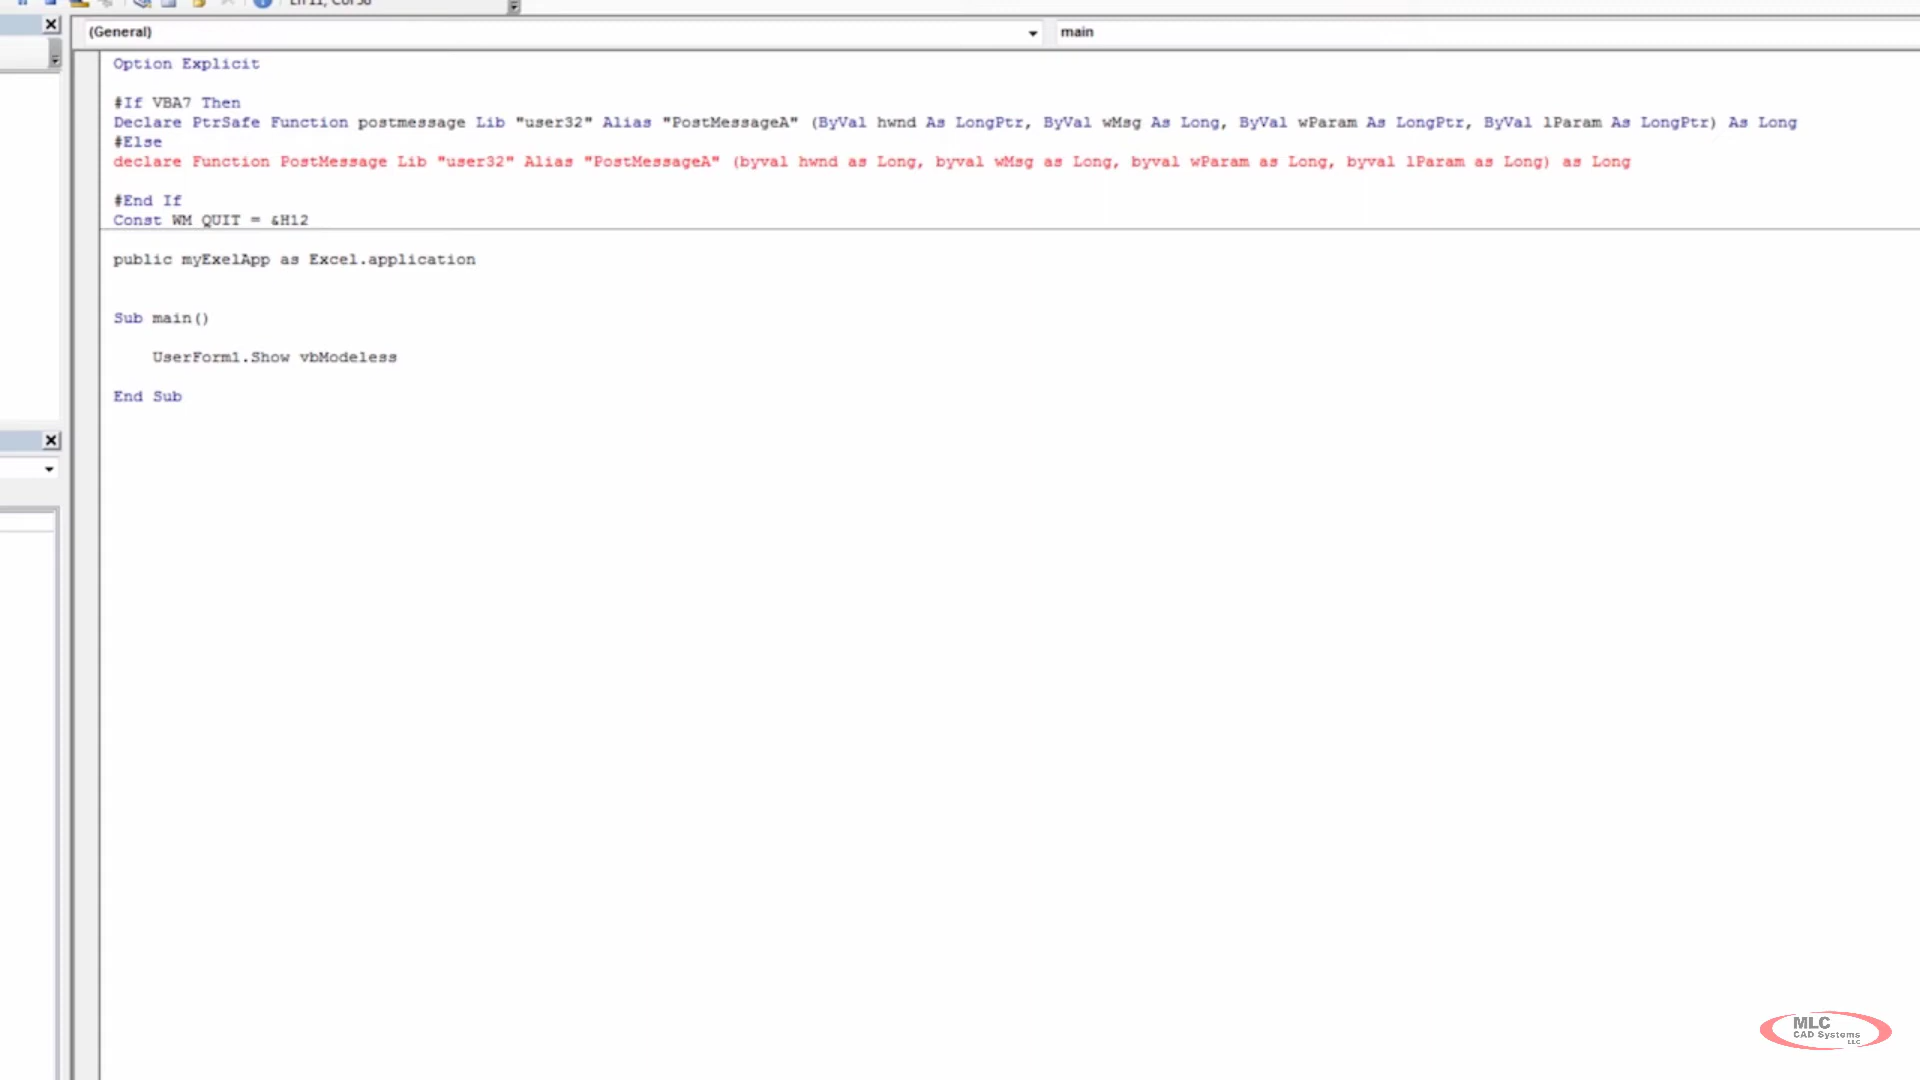 (General)
main
Option Explicit
#If VBA7 Then
Declare PtrSafe Function postmessage Lib "user32" Alias "PostMessageA" (ByVal hwnd As LongPtr, ByVal wMsg As Long, ByVal wParam As LongPtr, ByVal lParam As LongPtr) As Long
#Else
declare Function PostMessage Lib "user32" Alias "PostMessageA" (byval hwnd as Long, byval wMsg as Long, byval wParam as Long, byval lParam as Long) as Long
#End If
Const WM_QUIT = &H12
public myExelApp as Excel.application
Sub main()
UserForm1.Show vbModeless
End Sub
MLC
CAD Systems
LLC